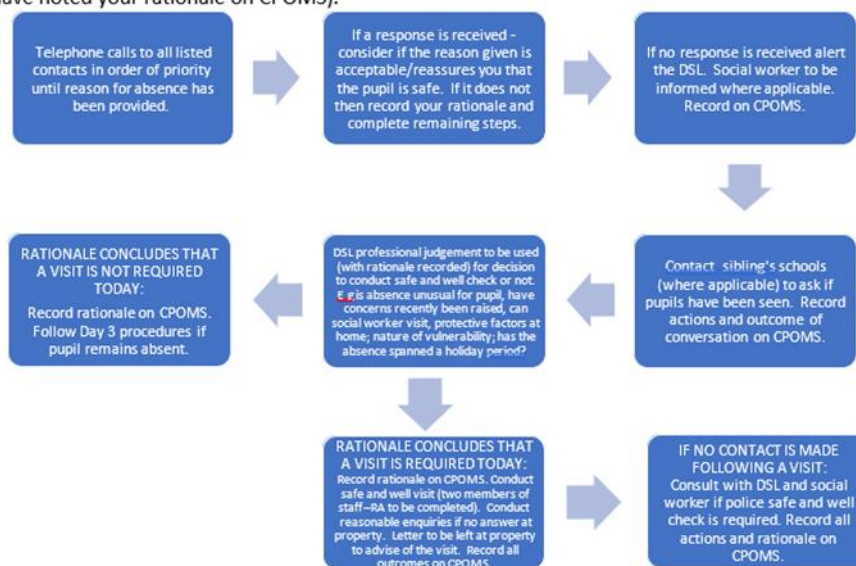 have noted your rationale on CPOMS).
Telephone calls to all listed
contacts in order of priority
until reason for absence has
been provided.
If a response is received -
consider if the reason given is
acceptable/reassures you that
the pupil is safe. If it does not
then record your rationale and
complete remaining steps.
If no response is received alert
the DSL. Social worker to be
informed where applicable.
Record on CPOMS.
Contact sibling's schools
(where applicable) to ask if
pupils have been seen. Record
actions and outcome of
conversation on CPOMS.
DSL professional judgement to be used
(with rationale recorded) for decision
to conduct safe and well check or not.
E g is absence unusual for pupil, have
concerns recently been raised, can
social worker visit, protective factors at
home; nature of vulnerability; has the
absence spanned a holiday period?
RATIONALE CONCLUDES THAT
A VISIT IS NOT REQUIRED
TODAY:
Record rationale on CPOMS.
Follow Day 3 procedures if
pupil remains absent.
RATIONALE CONCLUDES THAT
A VISIT IS REQUIRED TODAY:
Record rationale on CPOMS. Conduct
safe and well visit (two members of
staff –RA to be completed). Conduct
reasonable enquiries if no answer at
property. Letter to be left at property
to advise of the visit. Record all
outcomes on CPOMS
IF NO CONTACT IS MADE
FOLLOWING A VISIT:
Consult with DSL and social
worker if police safe and well
check is required. Record all
actions and rationale on
CPOMS.